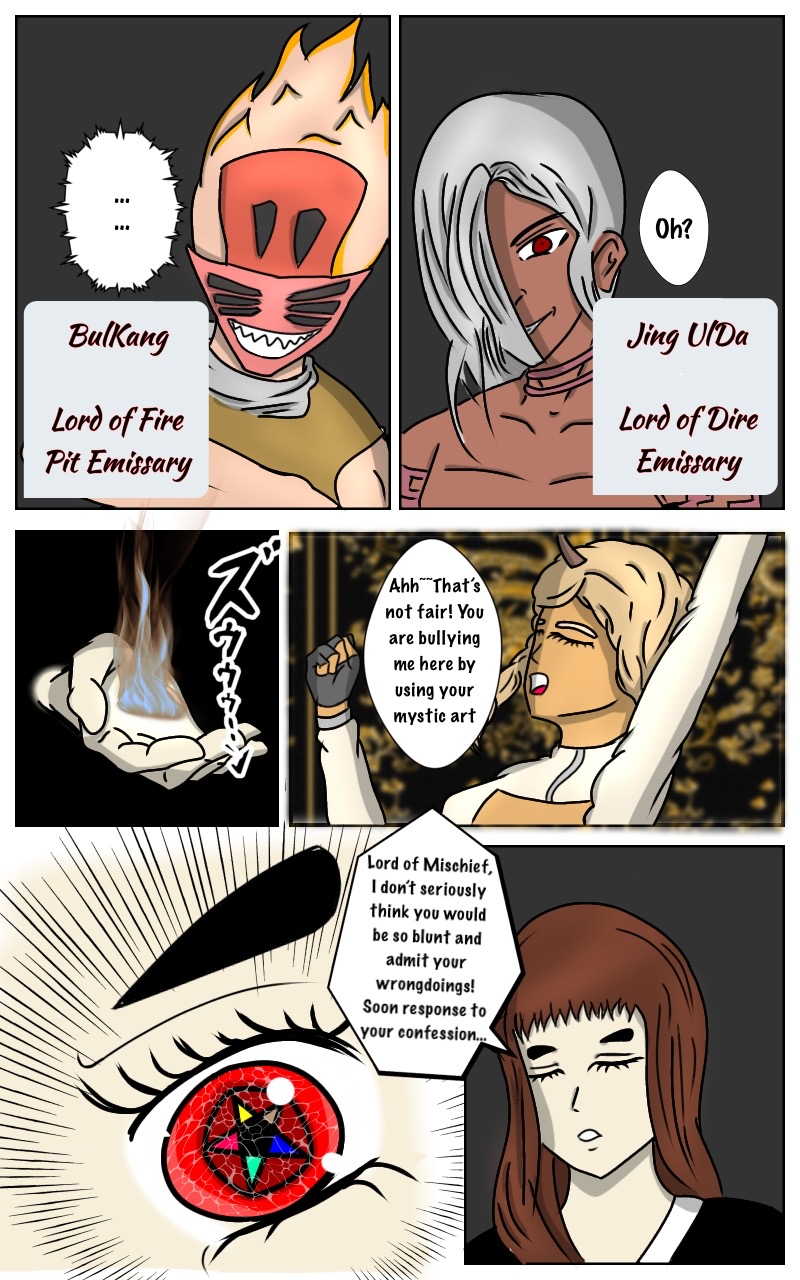 ...
...
BulKang
Lord of Fire
Pit Emissary
Oh?
Jing UlDa
Lord of Dire
Emissary
ズゥゥゥ…ン
Ahh~~That's
not fair! You
are bullying
me here by
using your
mystic art
Lord of Mischief,
I don't seriously
think you would
be so blunt and
admit your
wrongdoings!
Soon response to
your confession...